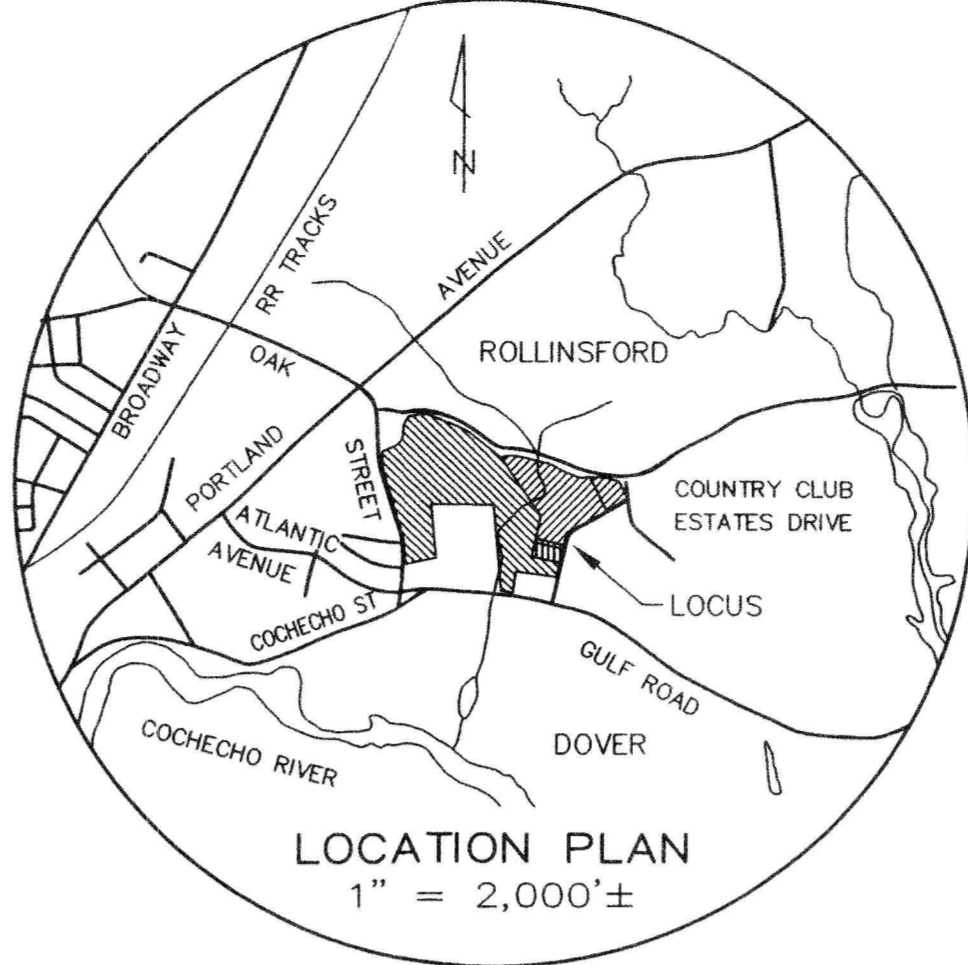 N
RR TRACKS
AVENUE
BROADWAY
OAK
ROLLINSFORD
PORTLAND
STREET
ATLANTIC
AVENUE
COUNTRY CLUB
ESTATES DRIVE
COCHECHO ST
LOCUS
GULF ROAD
COCHECHO RIVER
DOVER
LOCATION PLAN
1" = 2,000'±